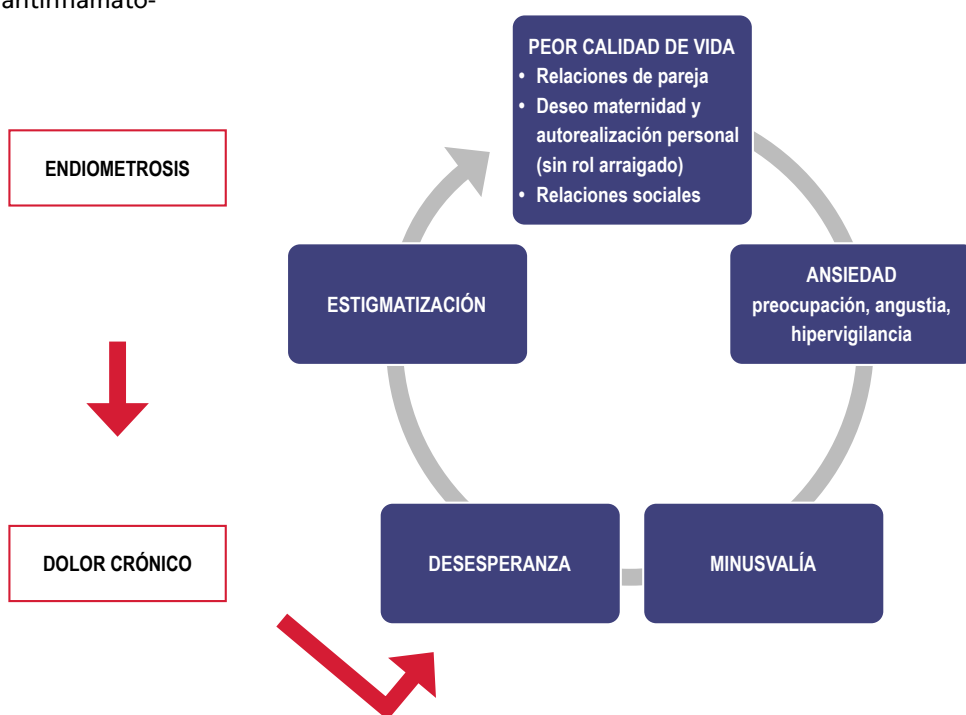 PEOR CALIDAD DE VIDA
• Relaciones de pareja
• Deseo maternidad y
autorealización personal
(sin rol arraigado)
• Relaciones sociales
ENDIOMETROSIS
ESTIGMATIZACIÓN
ANSIEDAD
preocupación, angustia,
hipervigilancia
DOLOR CRÓNICO
DESESPERANZA
MINUSVALÍA